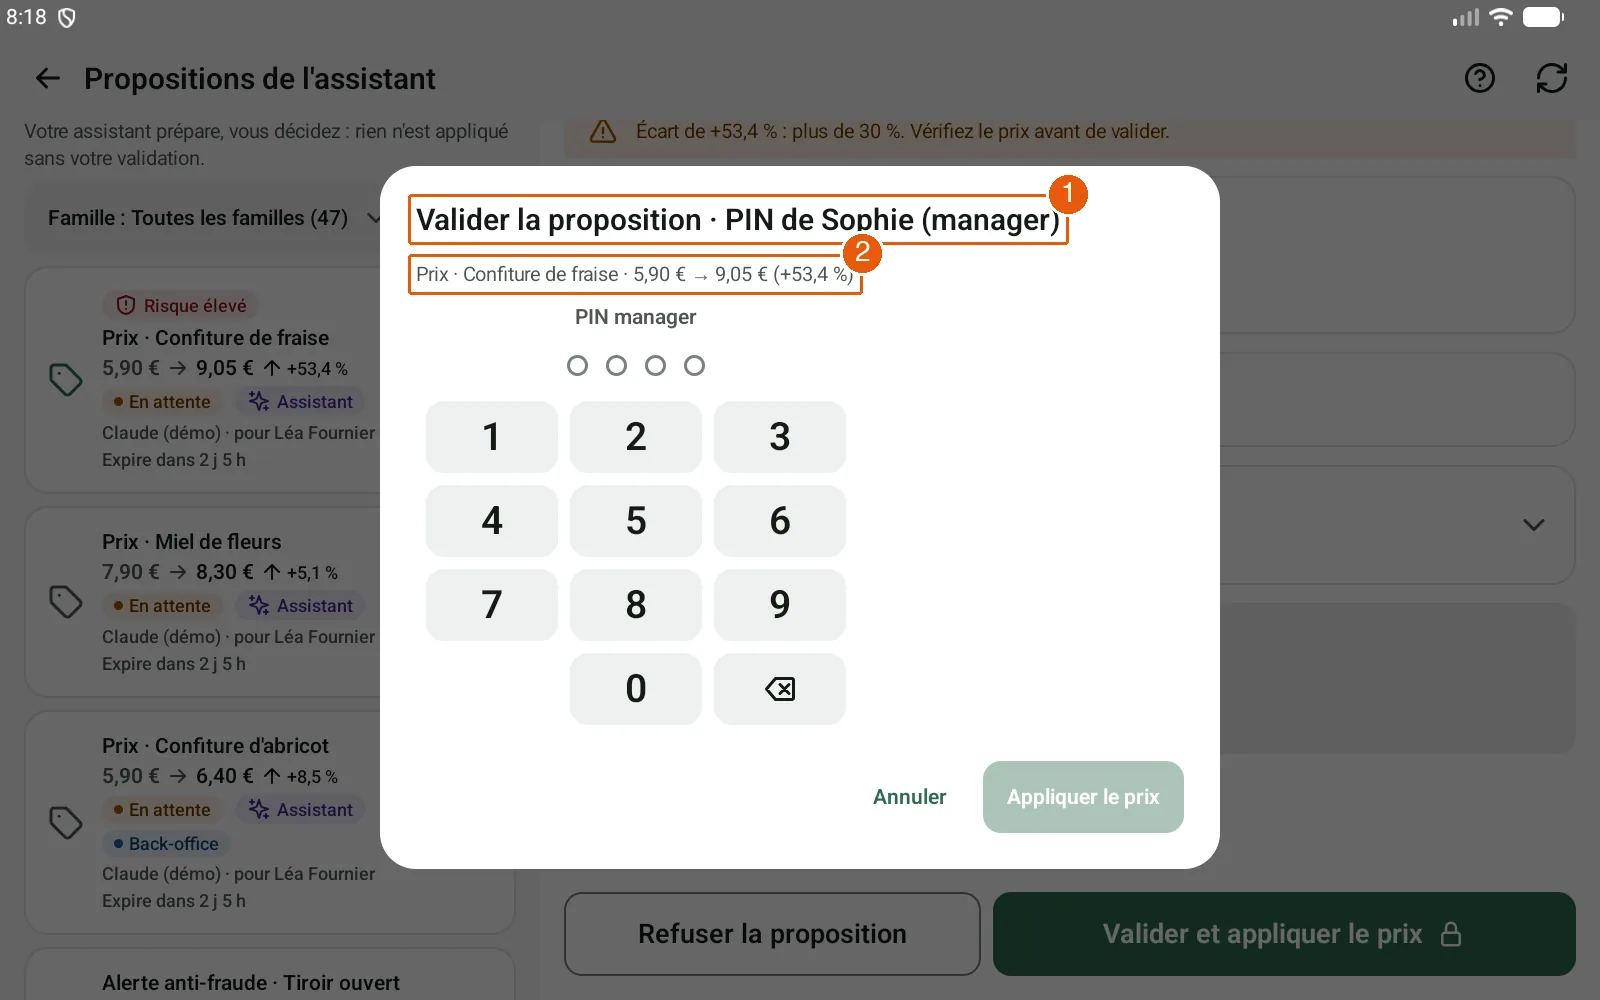 8:18
Propositions de l'assistant
Votre assistant prépare, vous décidez : rien n'est appliqué
sans votre validation.
Écart de +53,4 % : plus de 30 %. Vérifiez le prix avant de valider.
Famille : Toutes les familles (47)
Risque élevé
Prix · Confiture de fraise
5,90 € → 9,05 € ↑ +53,4 %
En attente
Assistant
Claude (démo) · pour Léa Fournier
Expire dans 2 j 5 h
Prix · Miel de fleurs
7,90 € → 8,30 € ↑ +5,1 %
En attente
Assistant
Claude (démo) · pour Léa Fournier
Expire dans 2 j 5 h
Prix · Confiture d'abricot
5,90 € → 6,40 € ↑ +8,5 %
En attente
Assistant
Back-office
Claude (démo) · pour Léa Fournier
Expire dans 2 j 5 h
Alerte anti-fraude · Tiroir ouvert
1
Valider la proposition · PIN de Sophie (manager)
2
Prix · Confiture de fraise · 5,90 € → 9,05 € (+53,4 %)
PIN manager
1 2 3
4 5 6
7 8 9
0
Annuler
Appliquer le prix
Refuser la proposition
Valider et appliquer le prix